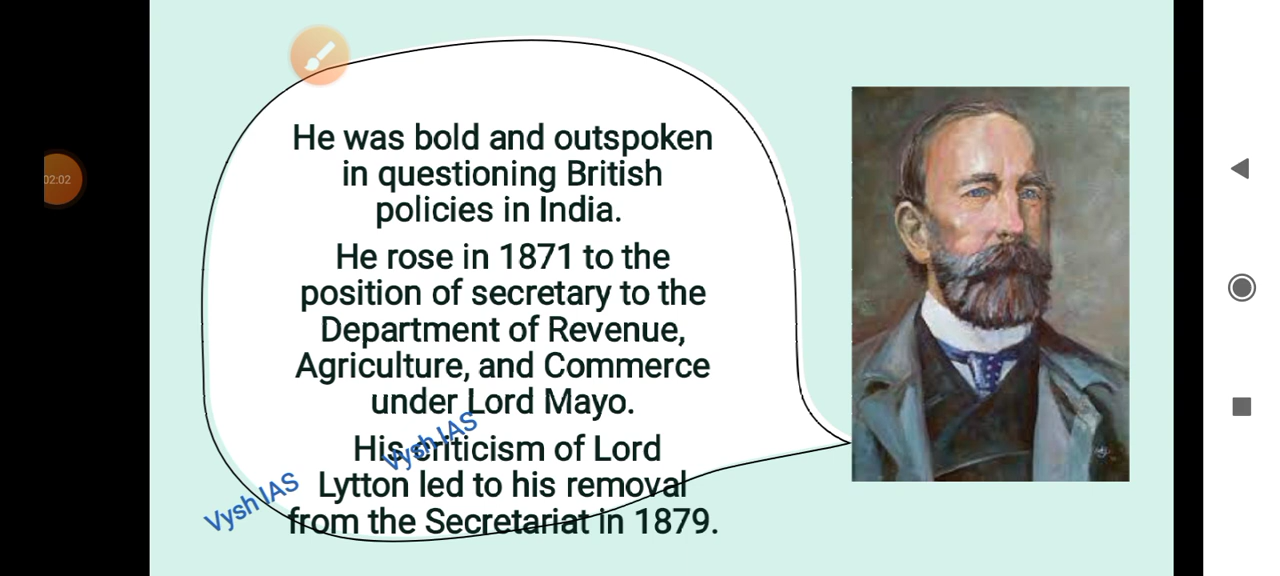 He was bold and outspoken
in questioning British
policies in India.
He rose in 1871 to the
position of secretary to the
Department of Revenue,
Agriculture, and Commerce
under Lord Mayo.
His criticism of Lord
Lytton led to his removal
from the Secretariat in 1879.
Vysh IAS
Vysh IAS
02:02